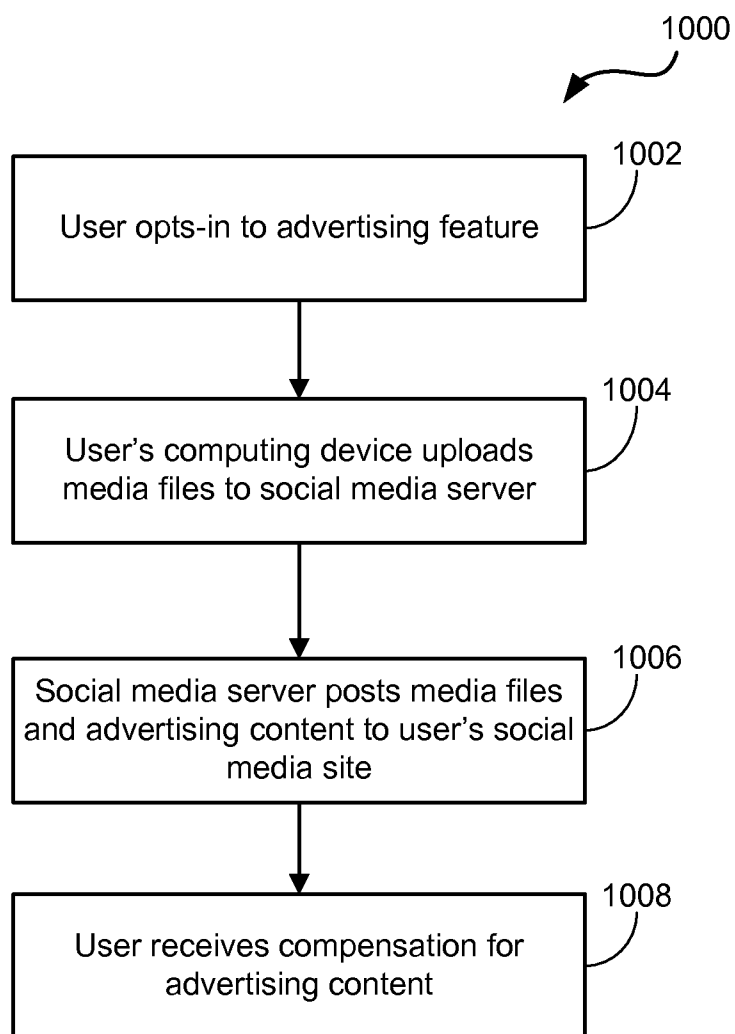 1000
1002
User opts-in to advertising feature
1004
User’s computing device uploads
media files to social media server
1006
Social media server posts media files
and advertising content to user’s social
media site
1008
User receives compensation for
advertising content